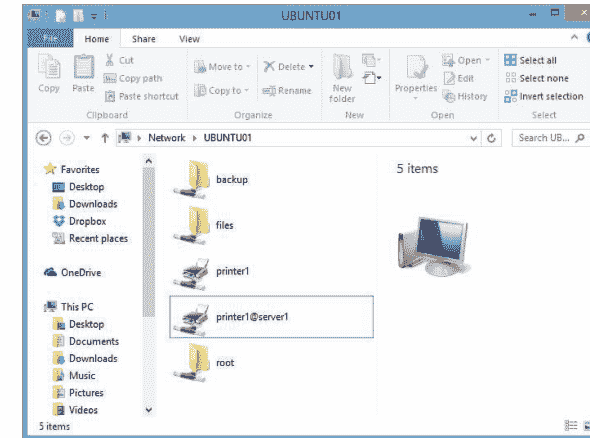 UBUNTU01
File Home Share View
Copy
Paste
Cut
Copy path
Paste shortcut
Clipboard
Move to
Copy to
Delete
Rename
Organize
New
folder
New
Properties
Open
Edit
History
Open
Select all
Select none
Invert selection
Select
Network UBUNTU01
Search UB...
Favorites
Desktop
Downloads
Dropbox
Recent places
OneDrive
This PC
Desktop
Documents
Downloads
Music
Pictures
Videos
backup
files
printer1
printer1@server1
root
5 items
5 items